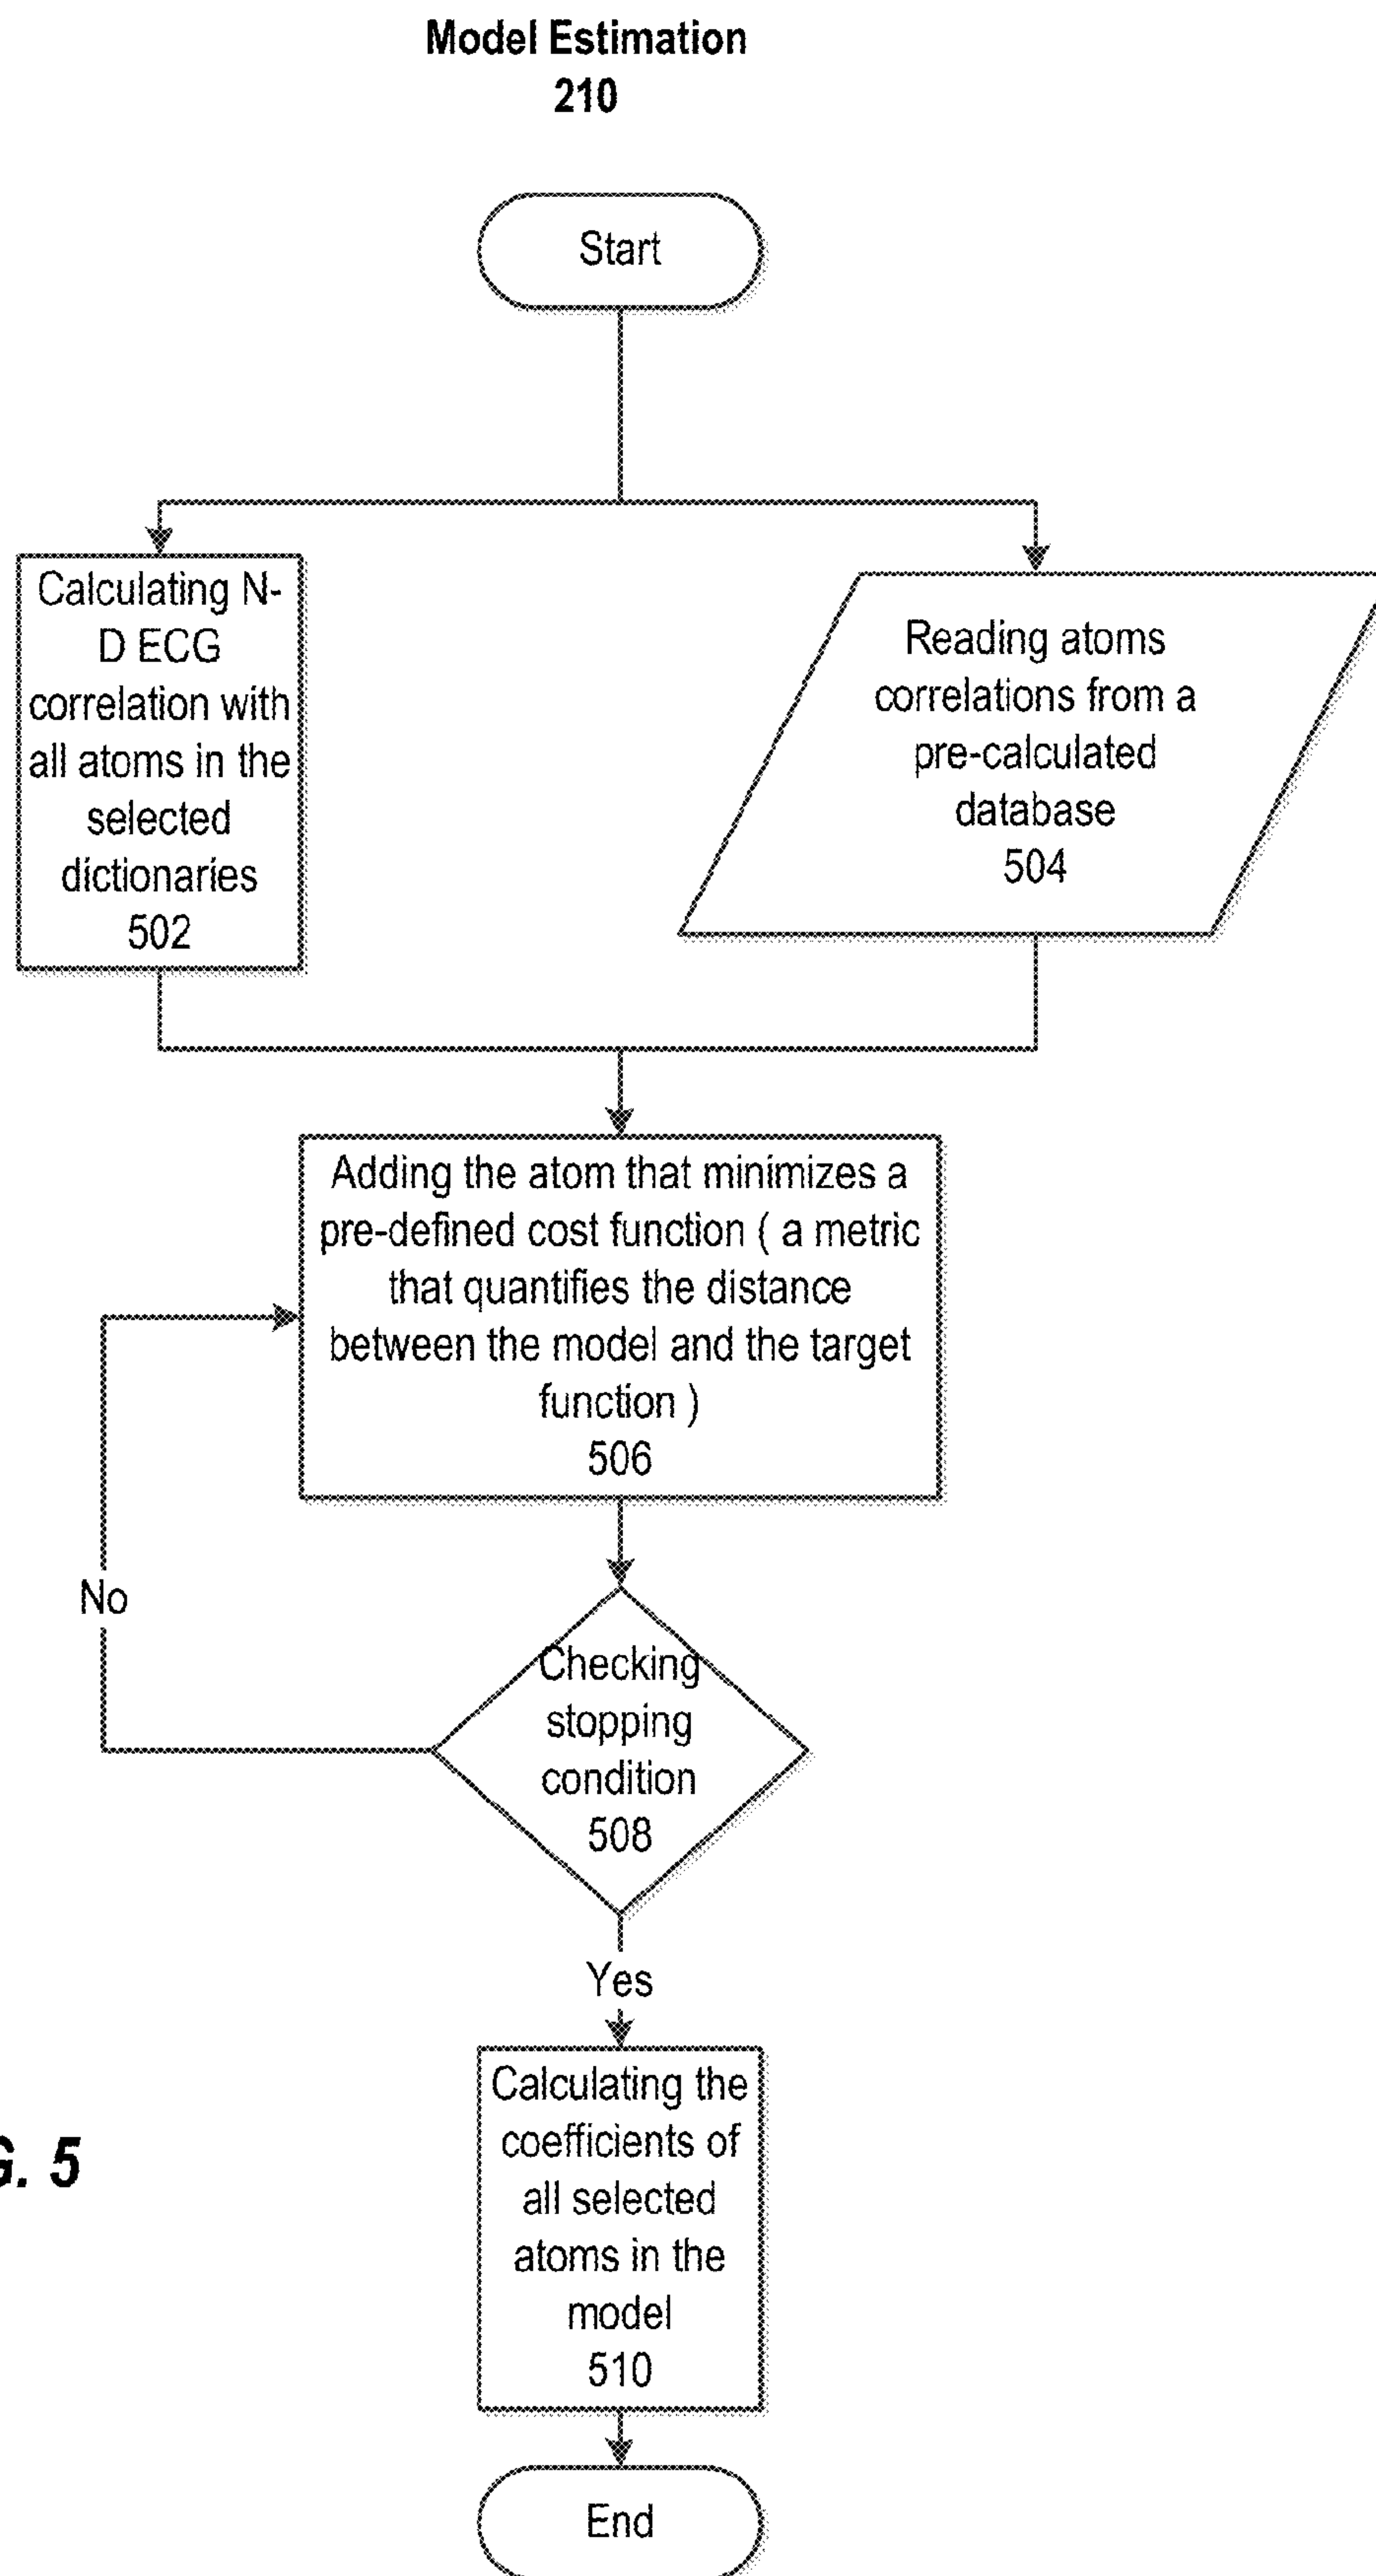 Model Estimation
210
Start
Calculating N-
D ECG
correlation with
all atoms in the
selected
dictionaries
502
Reading atoms
correlations from a
pre-calculated
database
504
Adding the atom that minimizes a
pre-defined cost function ( a metric
that quantifies the distance
between the model and the target
function )
506
No
Checking
stopping
condition
508
Yes
Calculating the
coefficients of
all selected
atoms in the
model
510
G. 5
End